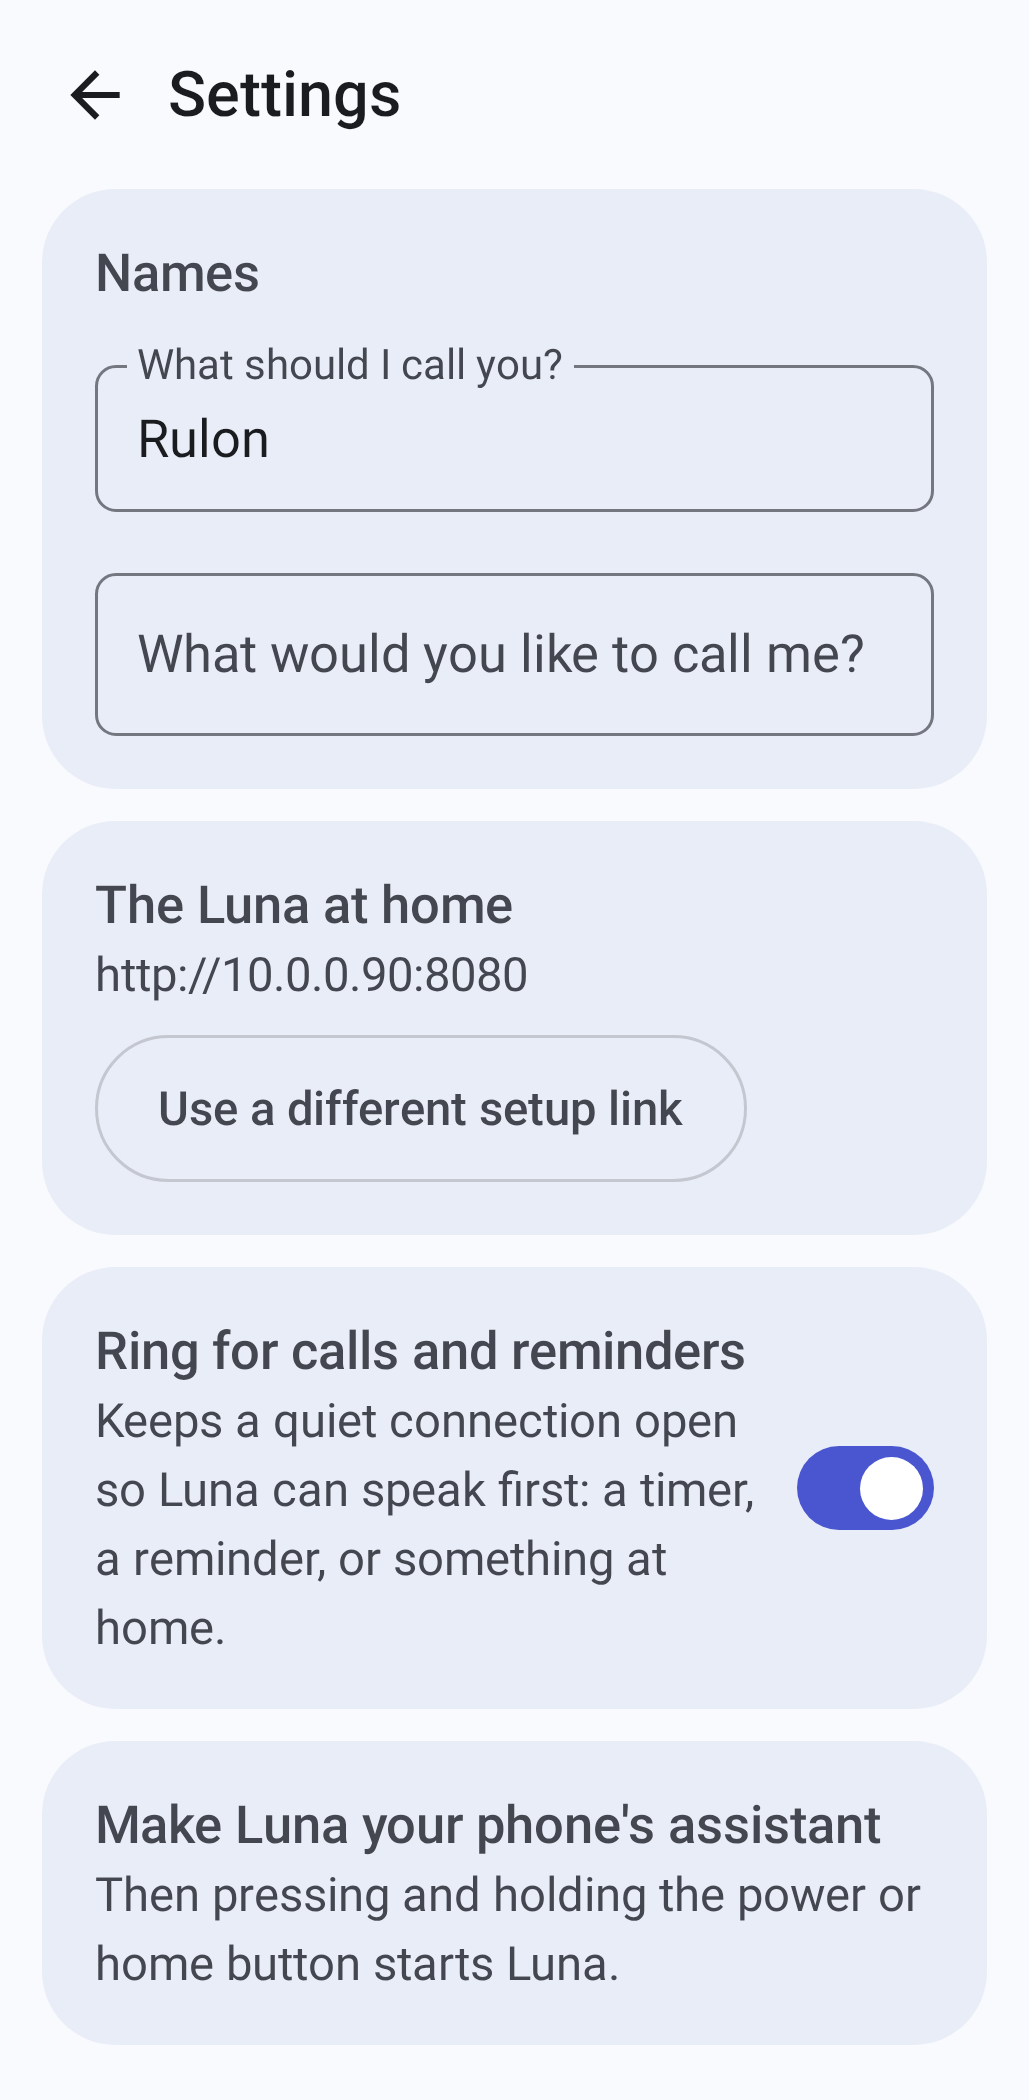 Settings
Names
What should I call you?
Rulon
What would you like to call me?
The Luna at home
http://10.0.0.90:8080
Use a different setup link
Ring for calls and reminders
Keeps a quiet connection open
so Luna can speak first: a timer,
a reminder, or something at
home.
Make Luna your phone's assistant
Then pressing and holding the power or
home button starts Luna.